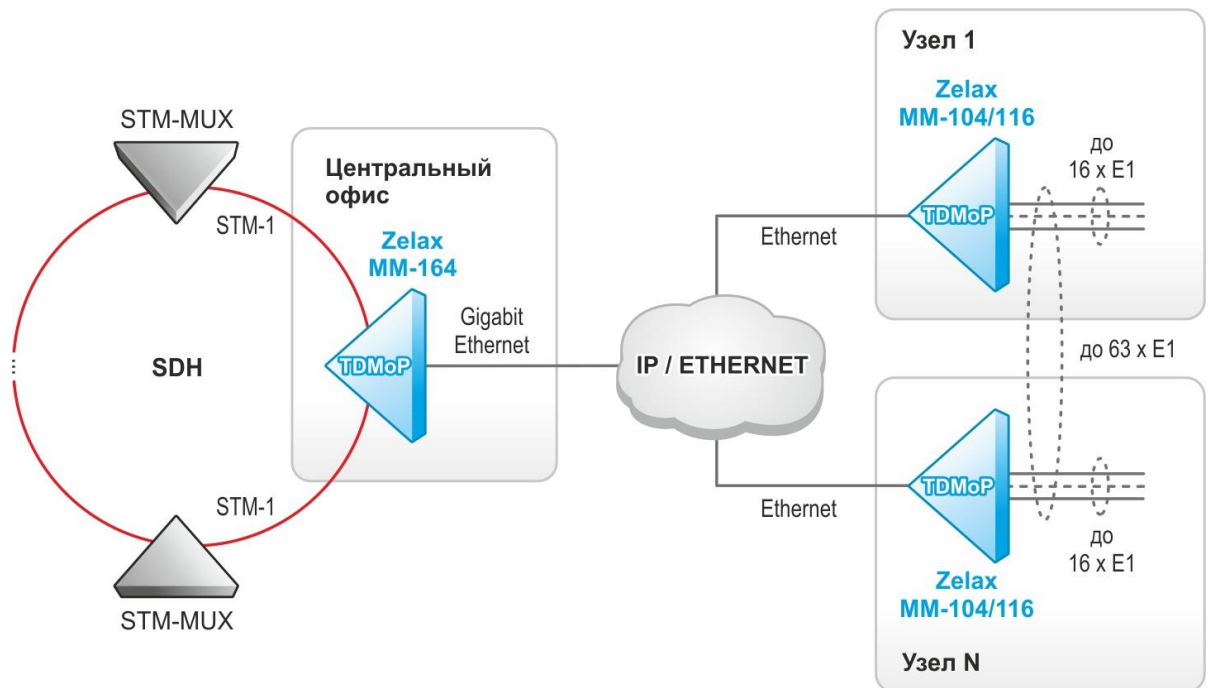 STM-MUX
STM-1
SDH
STM-1
STM-MUX
Центральный
офис
Zelax
MM-164
TDMoP
Gigabit
Ethernet
IP / ETHERNET
Ethernet
Ethernet
Узел 1
Zelax
MM-104/116
TDMoP
до
16 x E1
до 63 x E1
TDMoP
до
16 x E1
Zelax
MM-104/116
Узел N